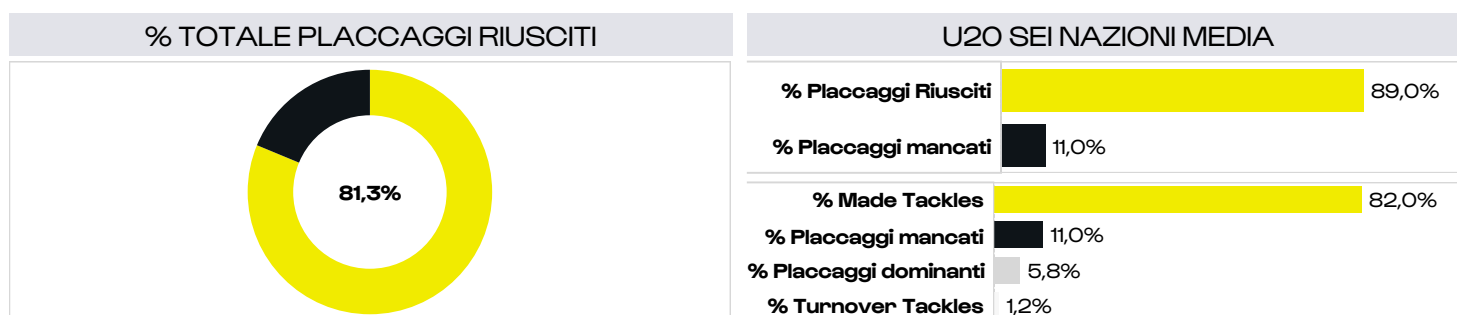 % TOTALE PLACCAGGI RIUSCITI
81,3%
U20 SEI NAZIONI MEDIA
% Placcaggi Riusciti 89,0%
% Placcaggi mancati 11,0%
% Made Tackles 82,0%
% Placcaggi mancati 11,0%
% Placcaggi dominanti 5,8%
% Turnover Tackles 1,2%